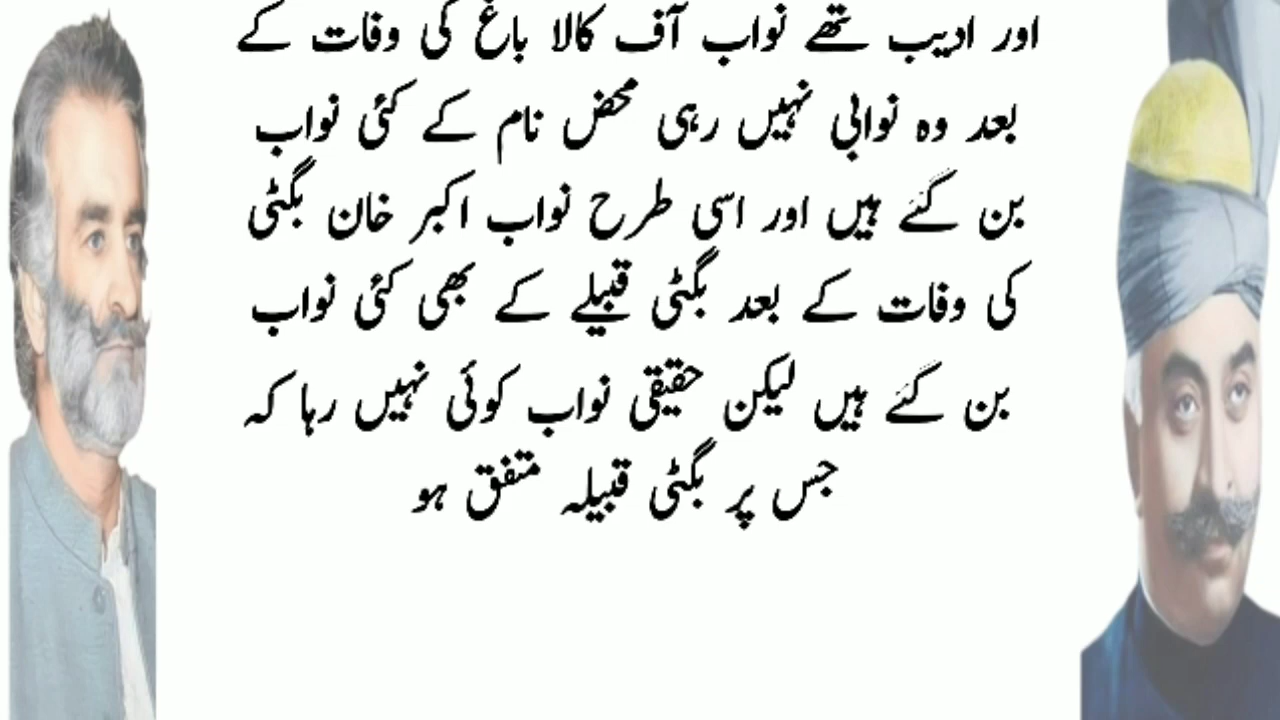 اور ادیب تھے نواب آف کالا باغ کی وفات کے
بعد وہ نوابی نہیں رہی محض نام کے کئی نواب
بن گئے ہیں اور اسی طرح نواب اکبر خان بگٹی
کی وفات کے بعد بگٹی قبیلے کے بھی کئی نواب
بن گئے ہیں لیکن حقیقی نواب کوئی نہیں رہا کہ
جس پر بگٹی قبیلہ متفق ہو